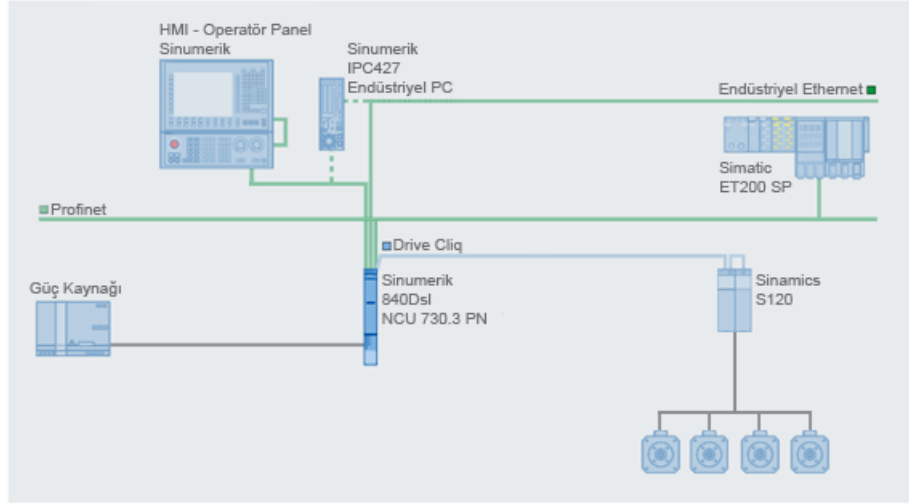 HMI - Operatör Panel
Sinumerik
Sinumerik
IPC427
Endüstriyel PC
Endüstriyel Ethernet
Simatic
ET200 SP
Profinet
Drive Cliq
Güç Kaynağı
Sinumerik
840Dsl
NCU 730.3 PN
Sinamics
S120